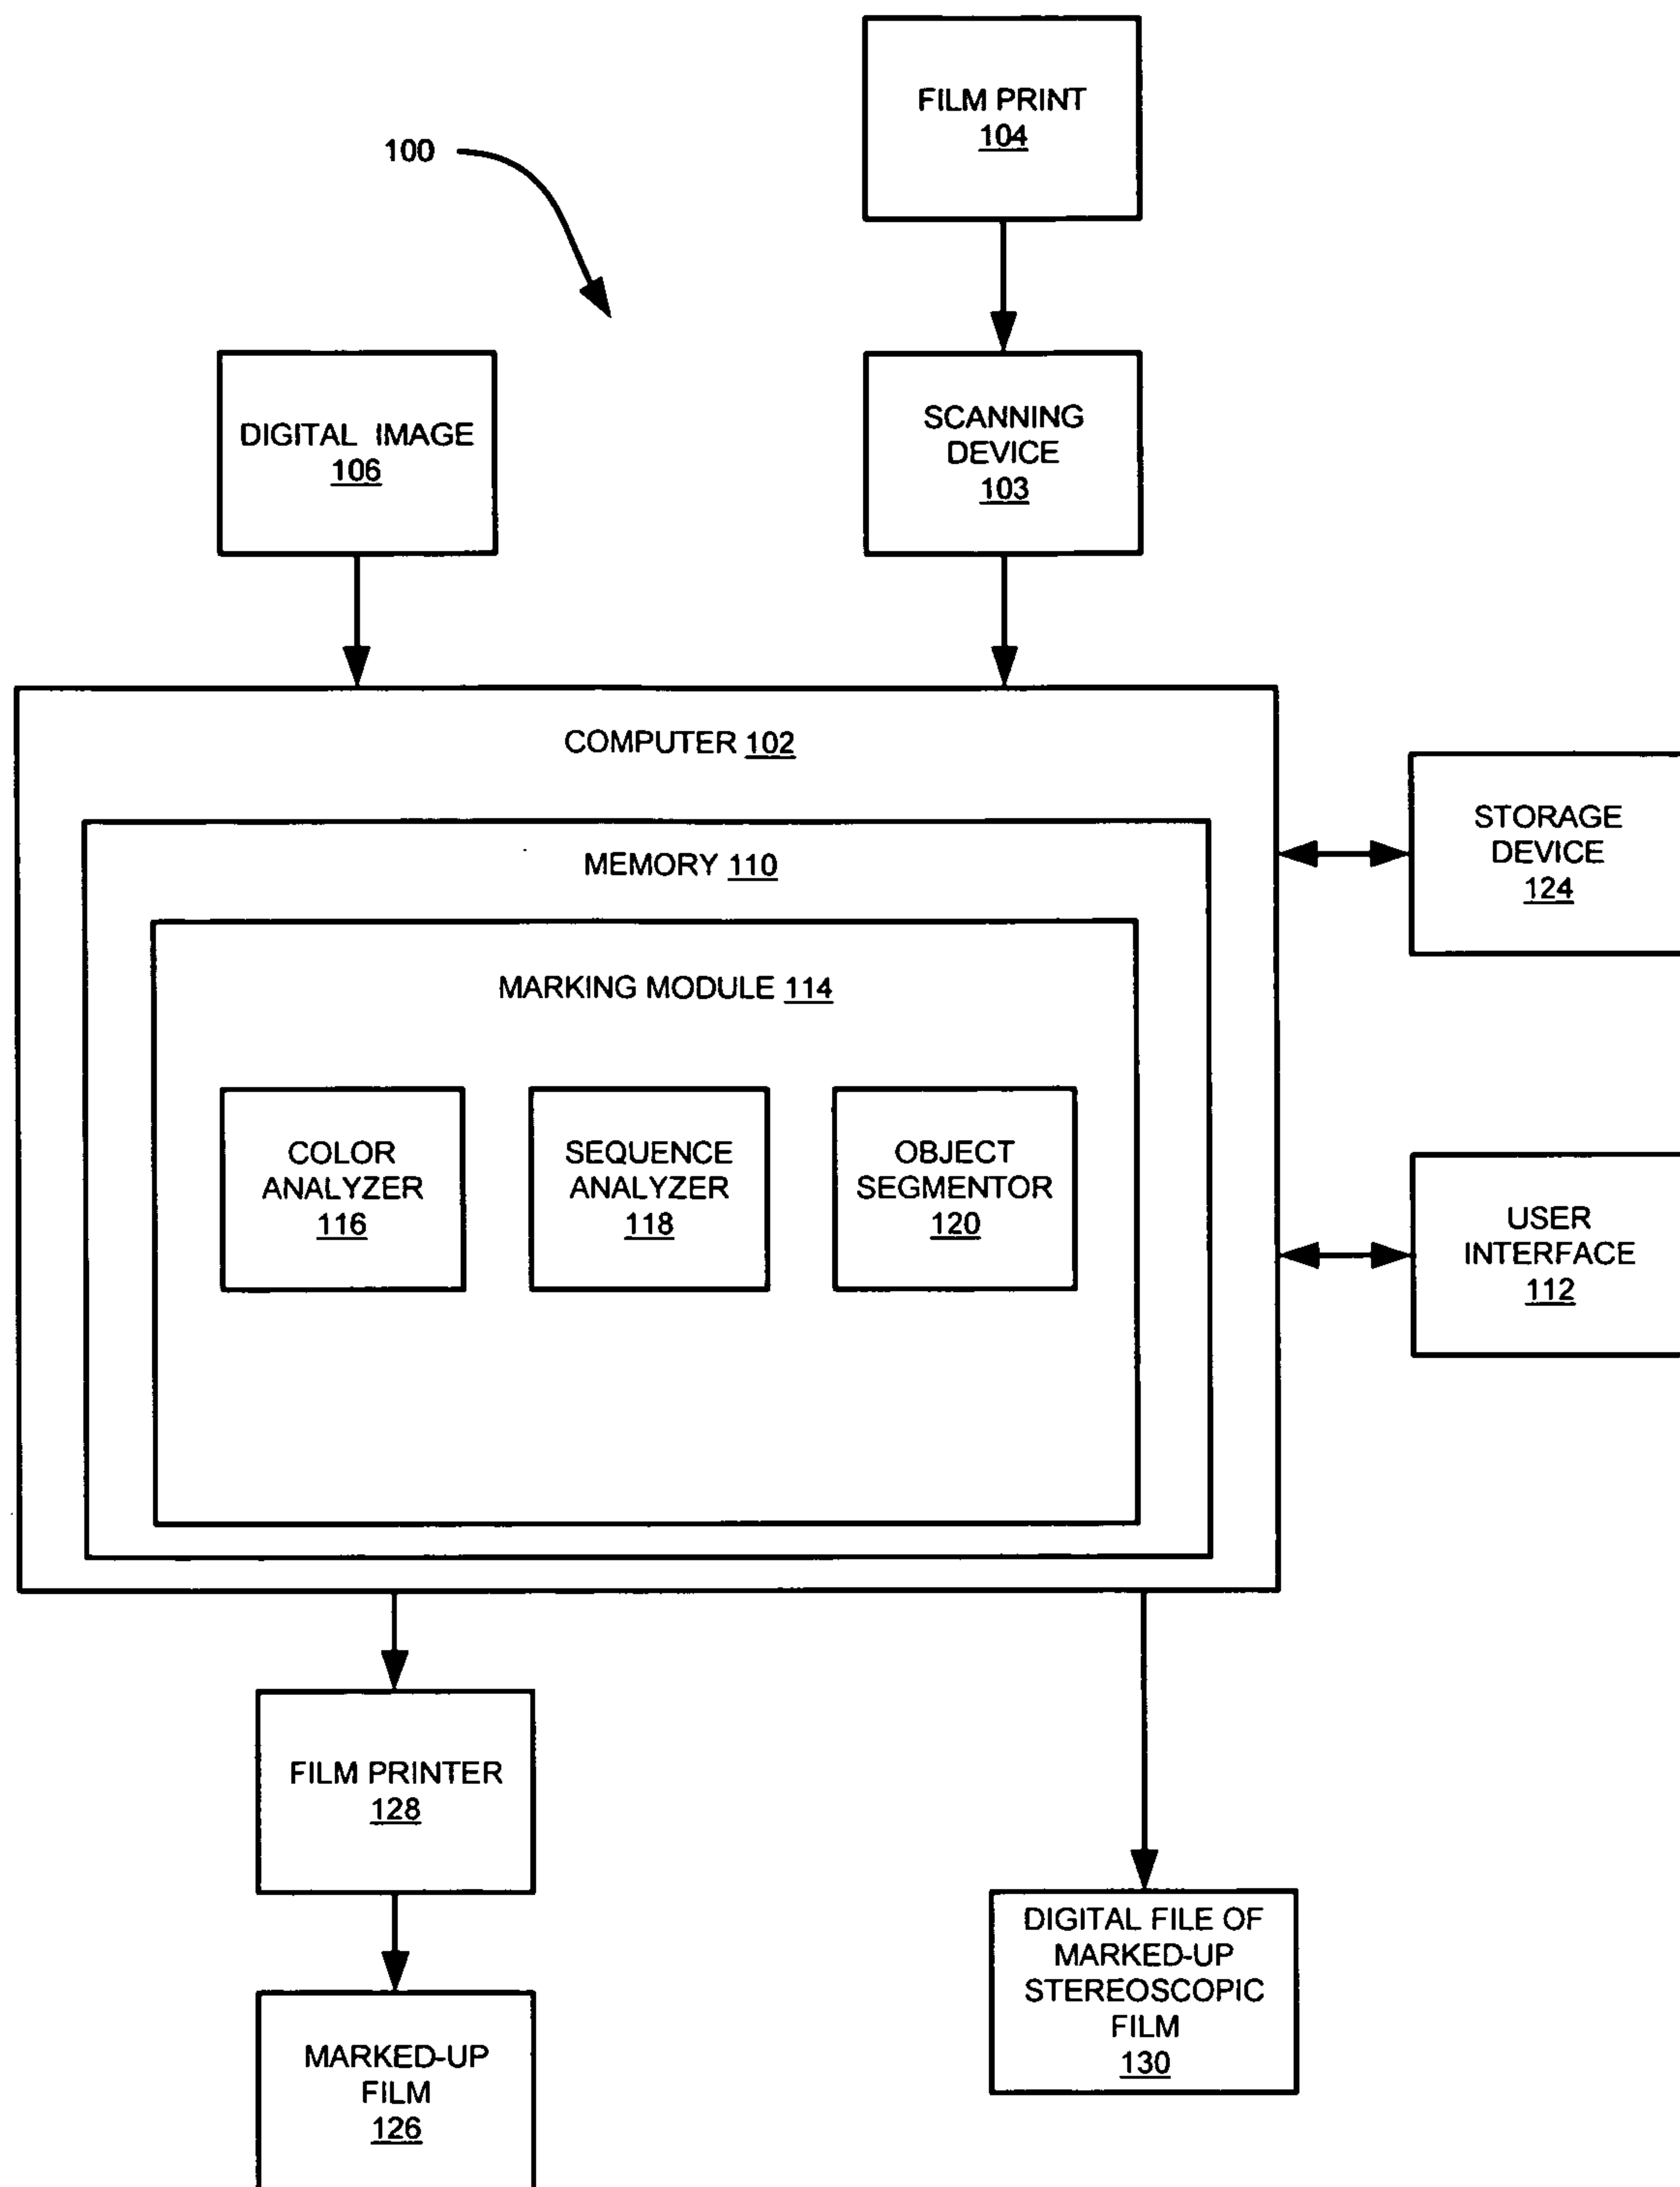 FILM PRINT
104
100
DIGITAL IMAGE
106
SCANNING
DEVICE
103
COMPUTER 102
MEMORY 110
MARKING MODULE 114
COLOR
ANALYZER
116
SEQUENCE
ANALYZER
118
OBJECT
SEGMENTOR
120
STORAGE
DEVICE
124
USER
INTERFACE
112
FILM PRINTER
128
MARKED-UP
FILM
126
DIGITAL FILE OF
MARKED-UP
STEREOSCOPIC
FILM
130